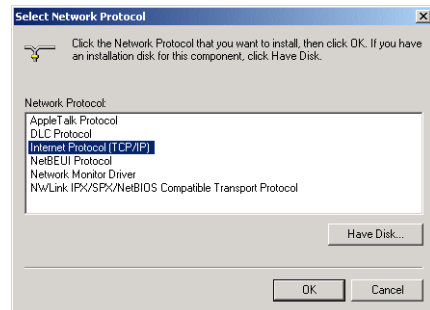 Select Network Protocol
Click the Network Protocol that you want to install, then click OK. If you have
an installation disk for this component, click Have Disk.
Network Protocol:
AppleTalk Protocol
DLC Protocol
Internet Protocol (TCP/IP)
NetBEUI Protocol
Network Monitor Driver
NWLink IPX/SPX/NetBIOS Compatible Transport Protocol
Have Disk...
OK
Cancel